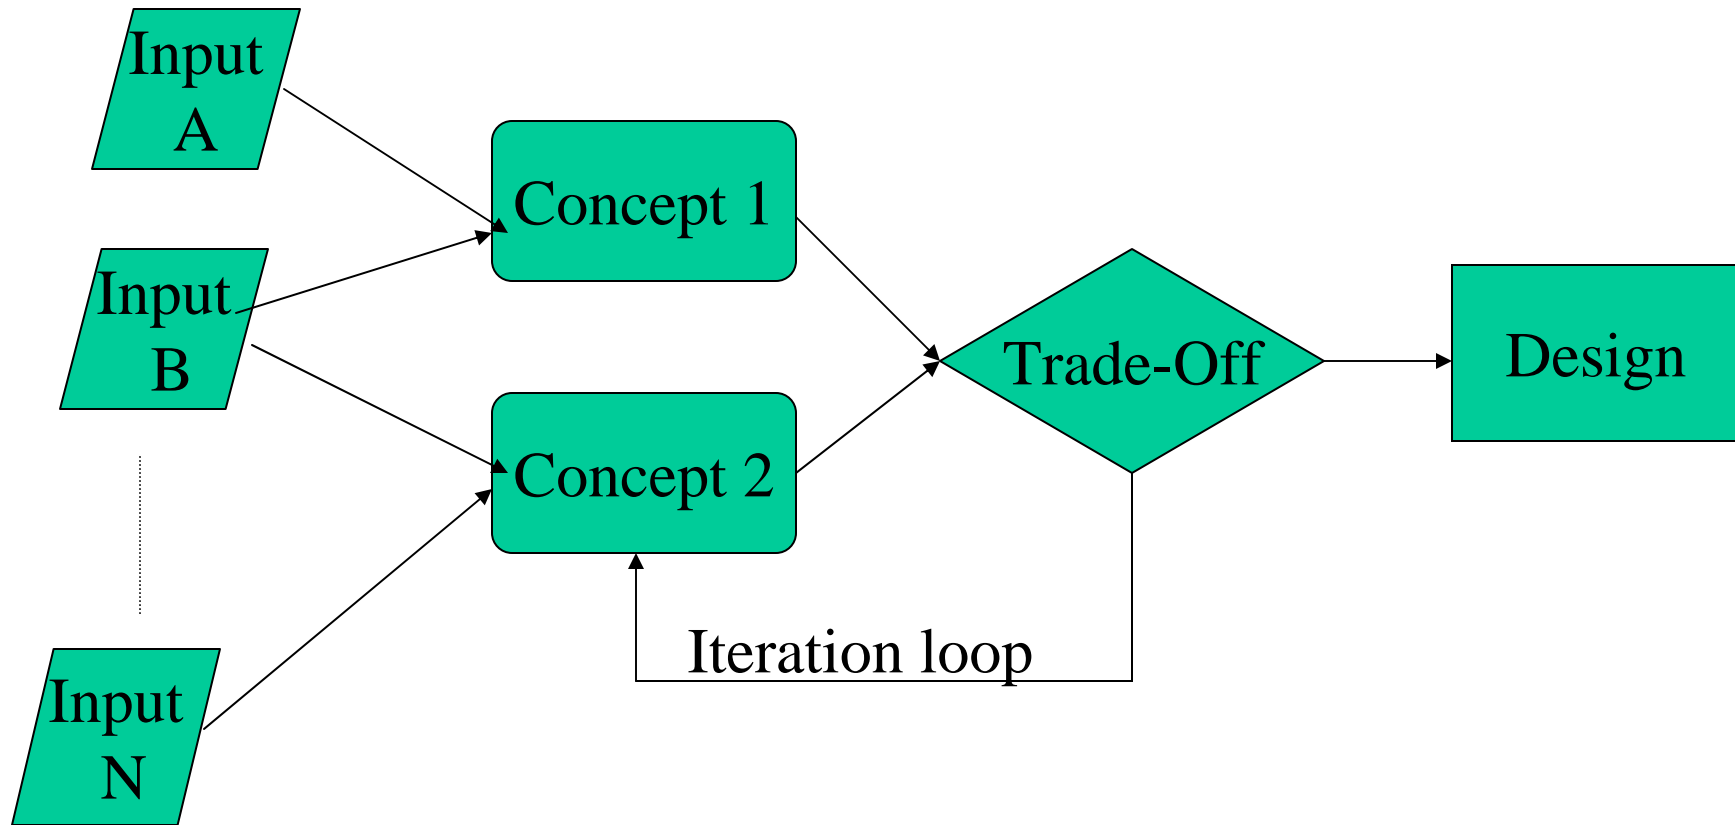 Input
A
Concept 1
Input
B
Trade-Off
Design
Concept 2
Iteration loop
Input
N